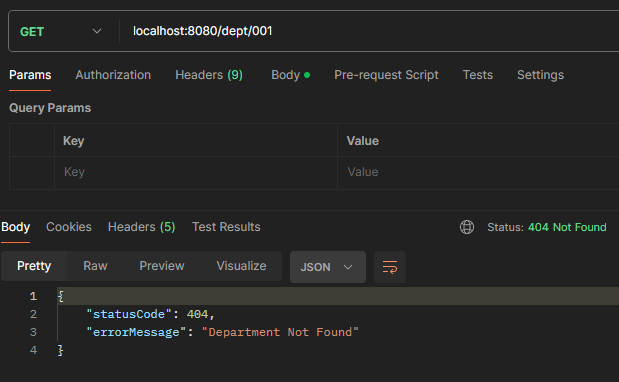 GET localhost:8080/dept/001
Params Authorization Headers (9) Body Pre-request Script Tests Settings
Query Params
Key Value
Key Value
Body Cookies Headers (5) Test Results Status: 404 Not Found
Pretty Raw Preview Visualize JSON
1 {
2 "statusCode": 404,
3 "errorMessage": "Department Not Found"
4 }